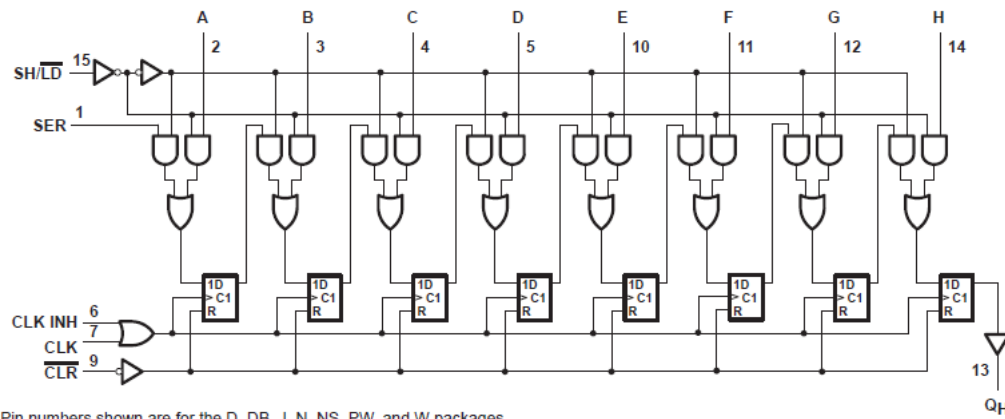 A B C D E F G H
2 3 4 5 10 11 12 14
SH/LD 15
SER 1
1D 1D 1D 1D 1D 1D 1D 1D
> C1 > C1 > C1 > C1 > C1 > C1 > C1 > C1
R R R R R R R R
CLK INH 6
CLK 7
CLR 9
13
QH
Pin numbers shown are for the D, DB, J, N, NS, PW, and W packages